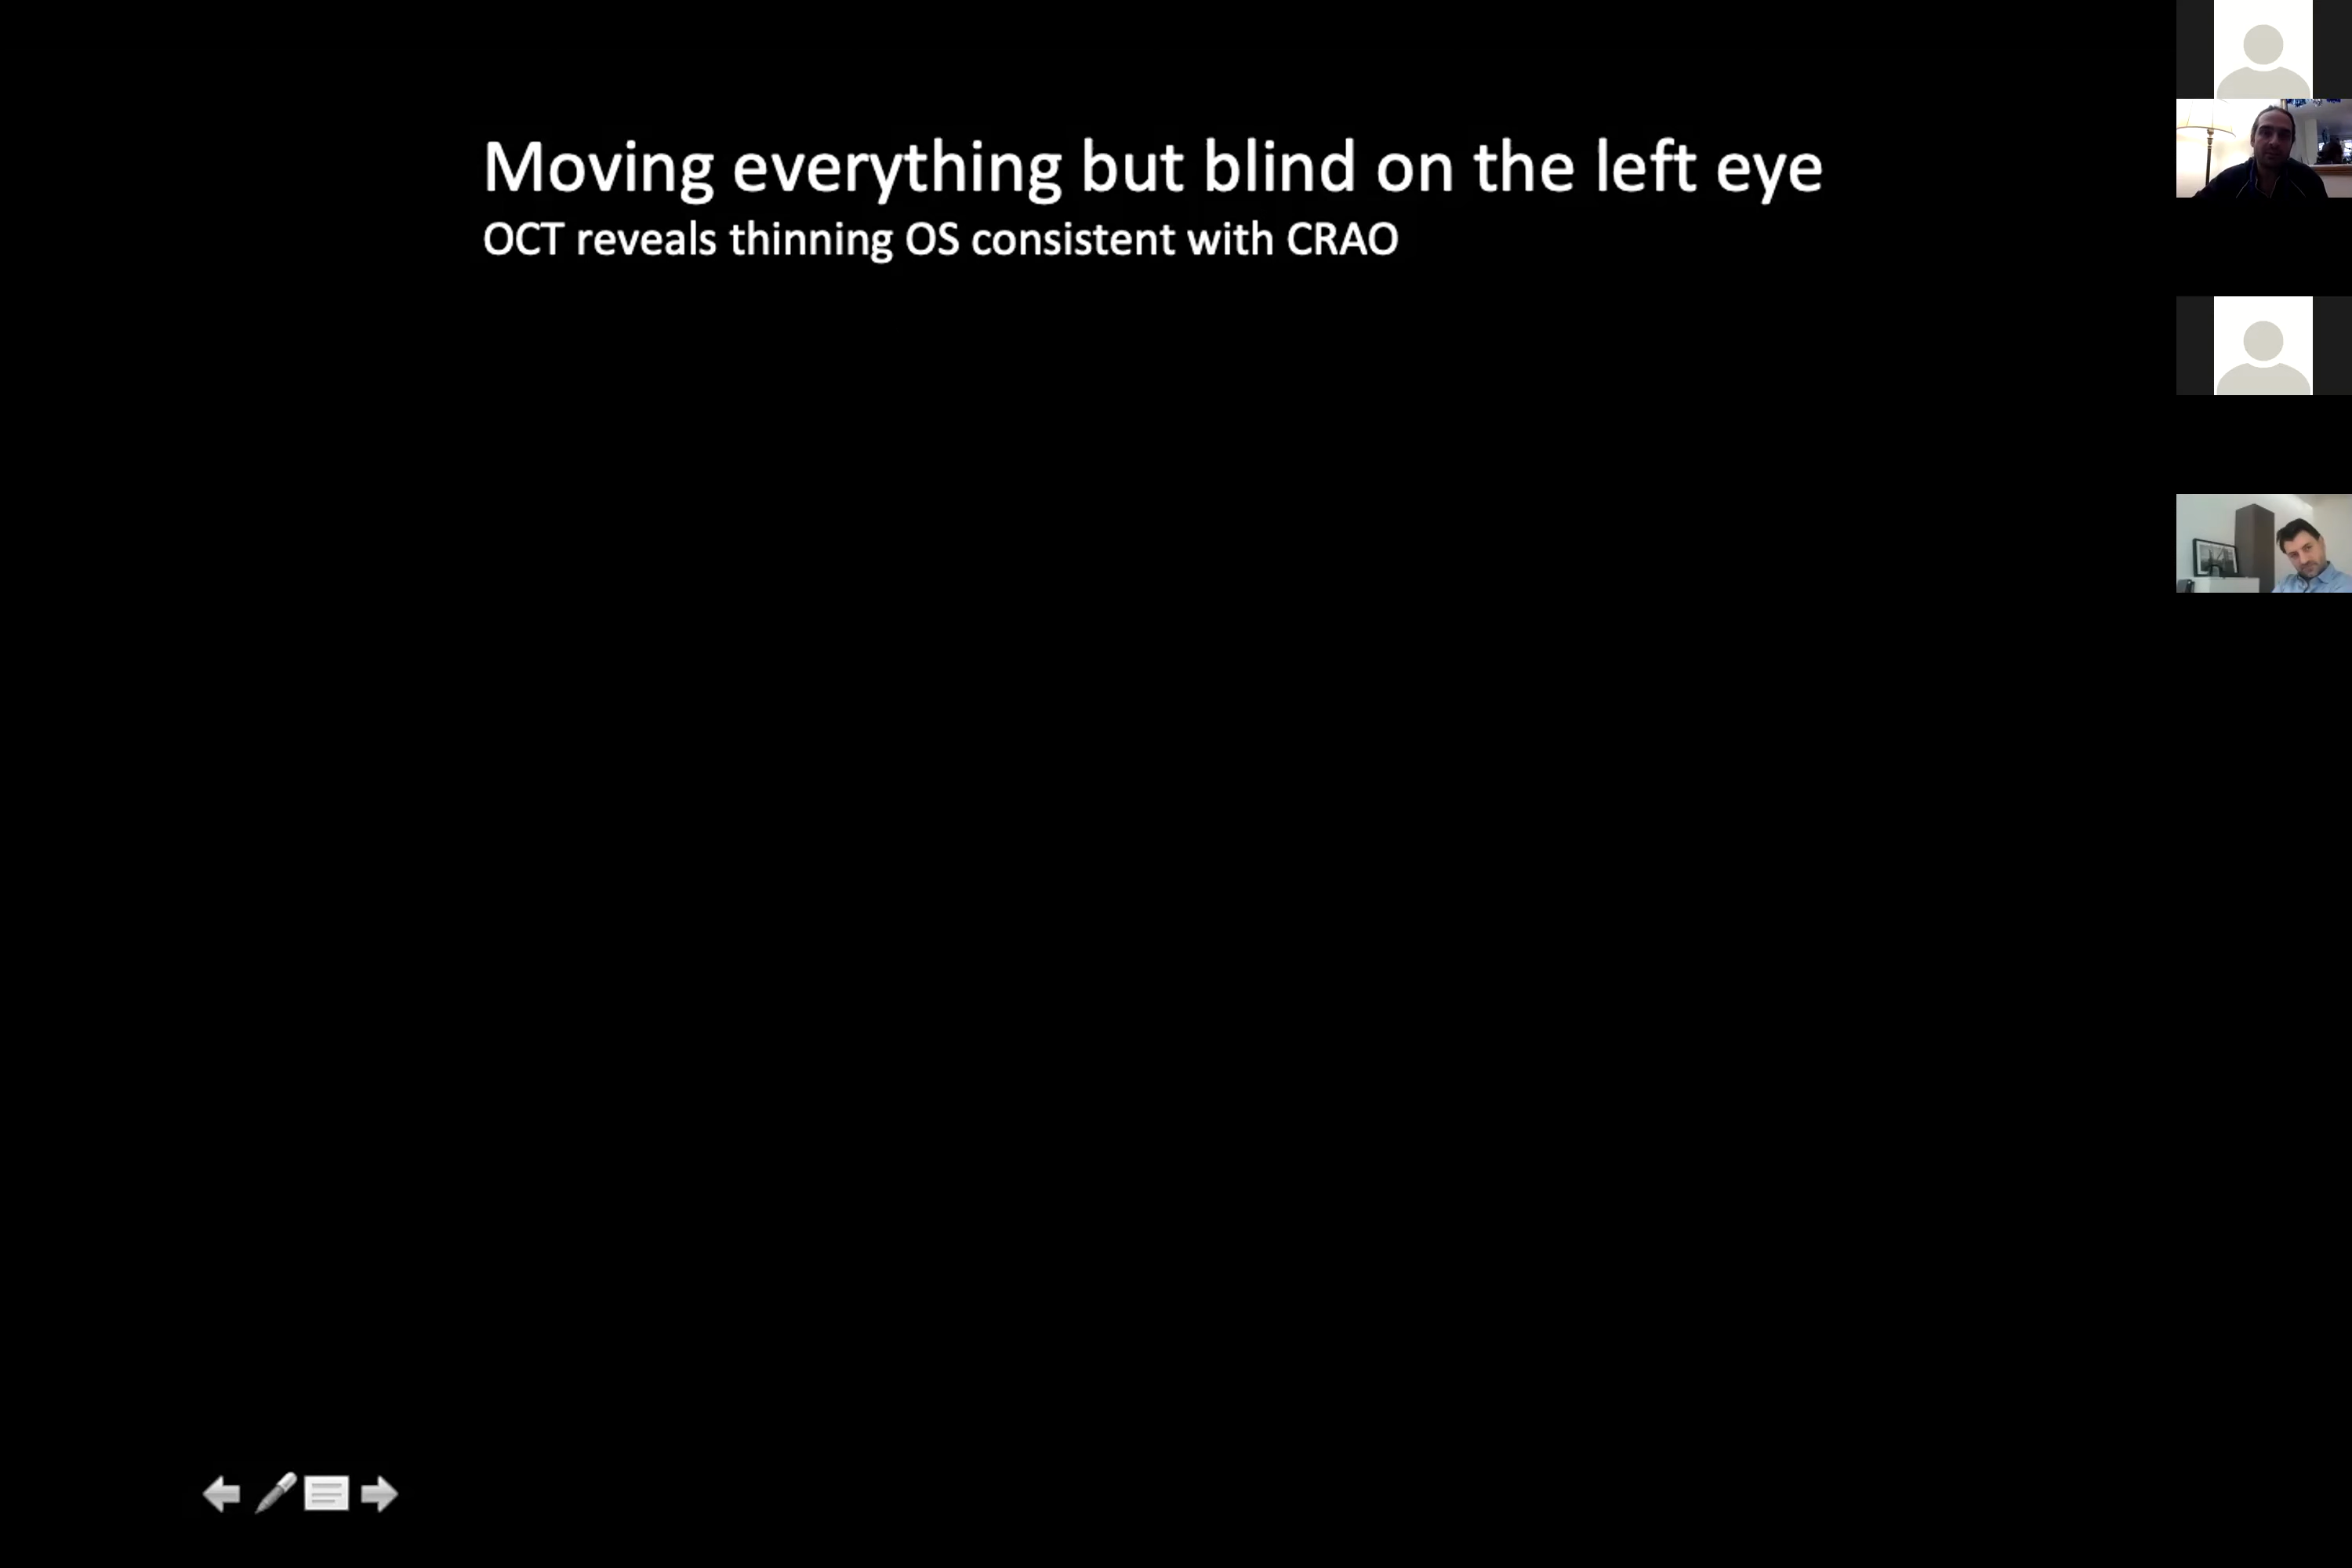 Moving everything but blind on the left eye
OCT reveals thinning OS consistent with CRAO